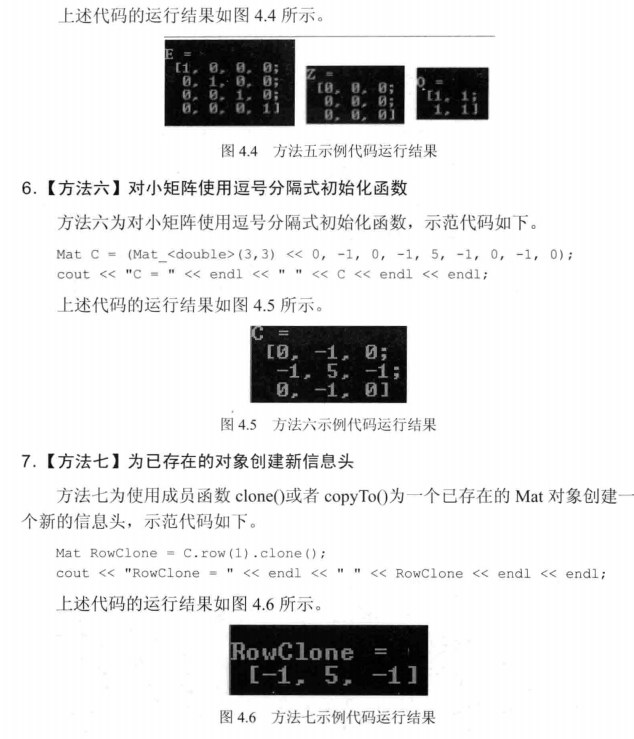 上述代码的运行结果如图 4.4 所示。
E =
[1, 0, 0, 0;
0, 1, 0, 0;
0, 0, 1, 0;
0, 0, 0, 1]
Z =
[0, 0, 0;
0, 0, 0;
0, 0, 0]
O =
[1, 1;
1, 1]
图 4.4 方法五示例代码运行结果
6.【方法六】对小矩阵使用逗号分隔式初始化函数
方法六为对小矩阵使用逗号分隔式初始化函数，示范代码如下。
Mat C = (Mat_<double>(3,3) << 0, -1, 0, -1, 5, -1, 0, -1, 0);
cout << "C = " << endl << " " << C << endl << endl;
上述代码的运行结果如图 4.5 所示。
C =
[0, -1, 0;
-1, 5, -1;
0, -1, 0]
图 4.5 方法六示例代码运行结果
7.【方法七】为已存在的对象创建新信息头
方法七为使用成员函数 clone()或者 copyTo()为一个已存在的 Mat 对象创建一
个新的信息头，示范代码如下。
Mat RowClone = C.row(1).clone();
cout << "RowClone = " << endl << " " << RowClone << endl << endl;
上述代码的运行结果如图 4.6 所示。
RowClone =
[-1, 5, -1]
图 4.6 方法七示例代码运行结果